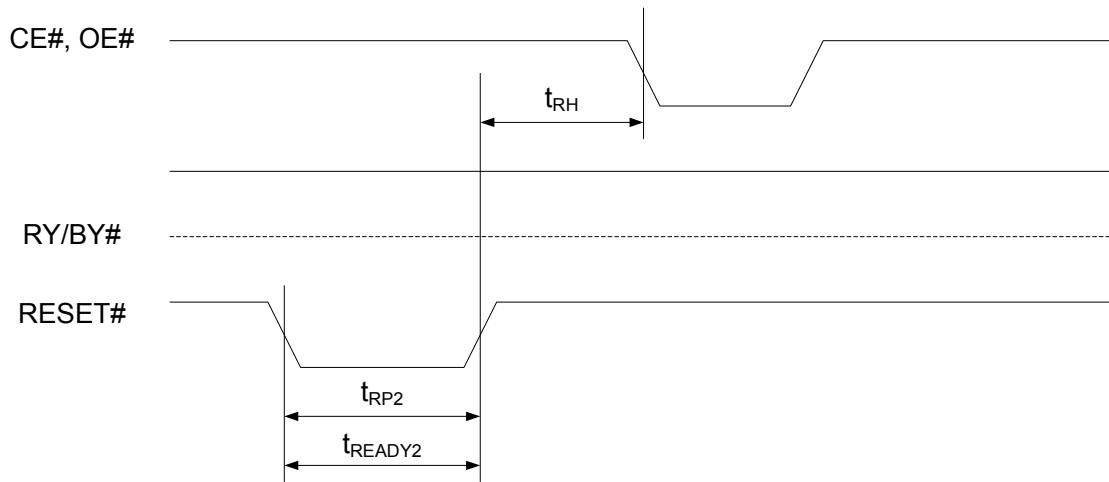 CE#, OE#
tRH
RY/BY#
RESET#
tRP2
tREADY2